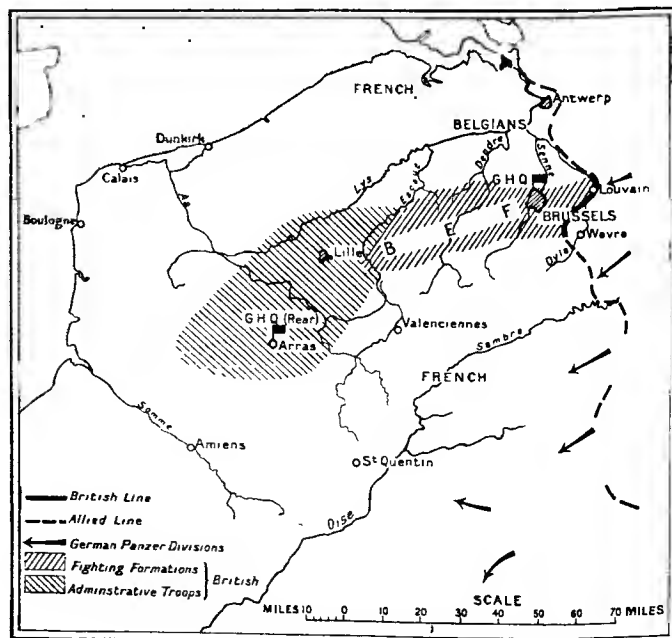 FRENCH
Antwerp
BELGIANS
Dunkirk
Calais
Aa
Lys
Escaut
Dendre
Senne
G H Q
Louvain
Boulogne
B E F
BRUSSELS
Lille
Wavre
Dyle
G.H.Q (Rear)
Arras
Valenciennes
Sambre
FRENCH
Somme
Amiens
St Quentin
Oise
British Line
Allied Line
German Panzer Divisions
Fighting Formations
British
Adminstrative Troops
SCALE
MILES 10 0 10 20 30 40 50 60 70 MILES